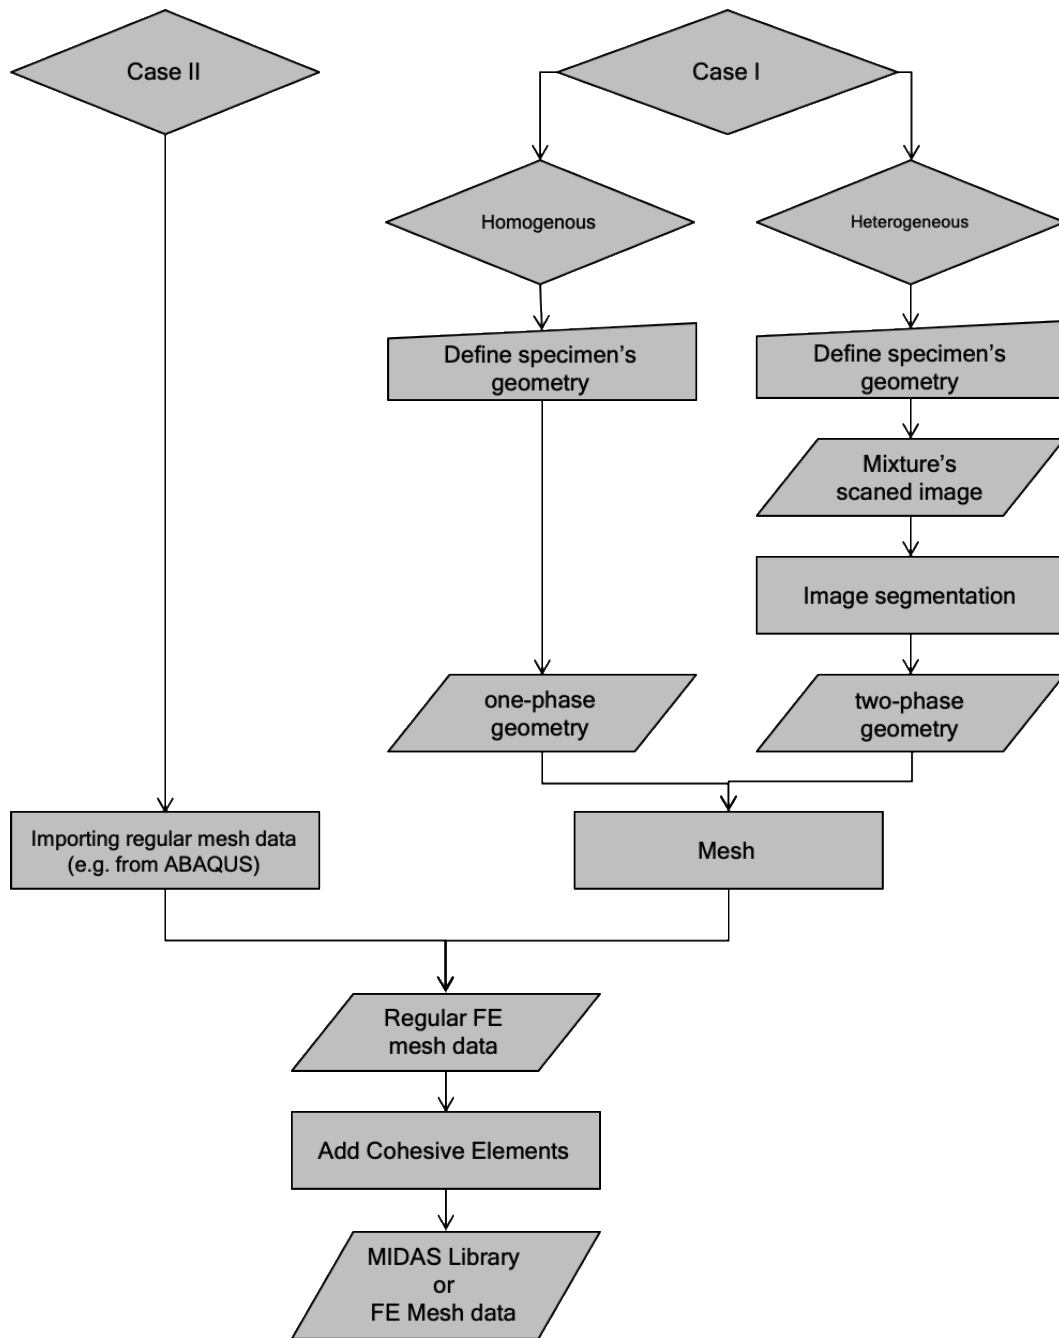 Case II
Case I
Homogenous
Heterogeneous
Define specimen’s
geometry
Define specimen’s
geometry
Mixture’s
scaned image
Image segmentation
one-phase
geometry
two-phase
geometry
Importing regular mesh data
(e.g. from ABAQUS)
Mesh
Regular FE
mesh data
Add Cohesive Elements
MIDAS Library
or
FE Mesh data